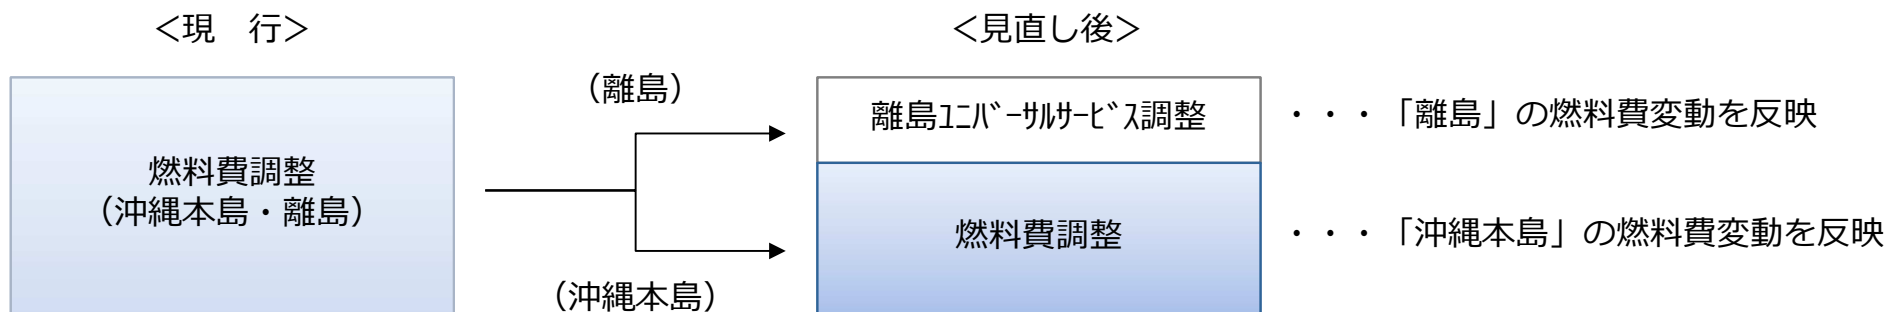 <現　行>
<見直し後>
燃料費調整
（沖縄本島・離島）
（離島）
（沖縄本島）
離島ﾕﾆﾊﾞｰｻﾙｻｰﾋﾞｽ調整
・・・「離島」の燃料費変動を反映
燃料費調整
・・・「沖縄本島」の燃料費変動を反映